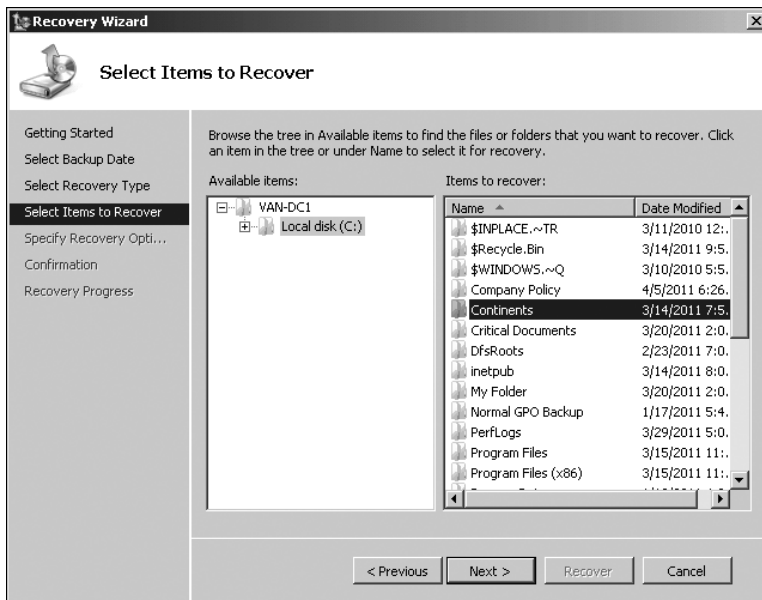 Recovery Wizard
Select Items to Recover
Getting Started
Select Backup Date
Select Recovery Type
Select Items to Recover
Specify Recovery Opti...
Confirmation
Recovery Progress
Browse the tree in Available items to find the files or folders that you want to recover. Click
an item in the tree or under Name to select it for recovery.
Available items:
VAN-DC1
Local disk (C:)
Items to recover:
Name Date Modified
$INPLACE.~TR 3/11/2010 12:.
$Recycle.Bin 3/14/2011 9:5.
$WINDOWS.~Q 3/10/2010 5:5.
Company Policy 4/5/2011 6:26.
Continents 3/14/2011 7:5.
Critical Documents 3/20/2011 2:0.
DfsRoots 2/23/2011 7:0.
inetpub 3/14/2011 8:0.
My Folder 3/20/2011 2:0.
Normal GPO Backup 1/17/2011 5:4.
PerfLogs 3/29/2011 5:0.
Program Files 3/15/2011 11:.
Program Files (x86) 3/15/2011 11:.
< Previous Next > Recover Cancel